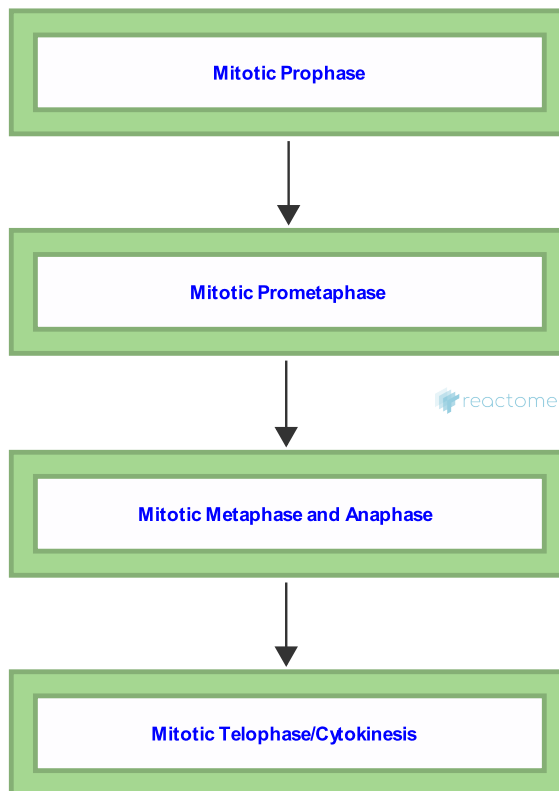 Mitotic Prophase
Mitotic Prometaphase
reactome
Mitotic Metaphase and Anaphase
Mitotic Telophase/Cytokinesis